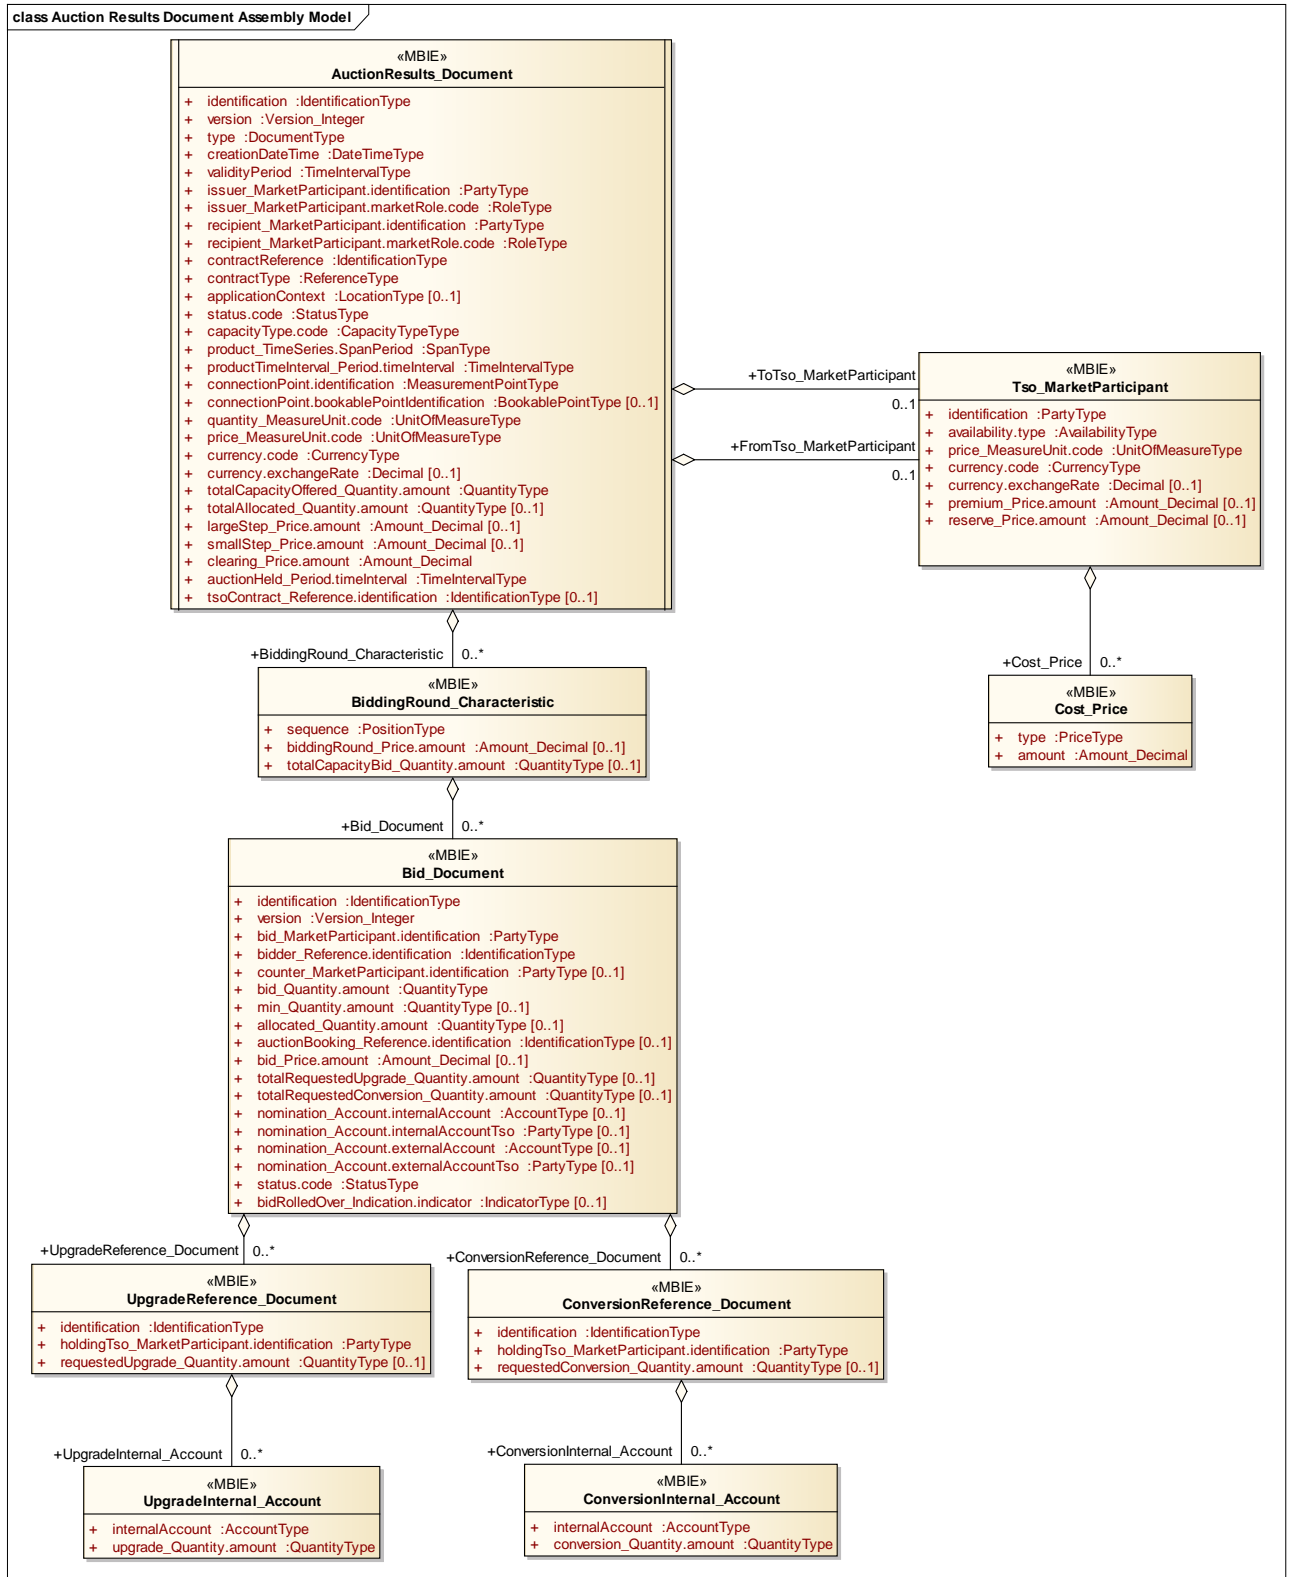 class Auction Results Document Assembly Model
«MBIE»
AuctionResults_Document
+ identification :IdentificationType
+ version :Version_Integer
+ type :DocumentType
+ creationDateTime :DateTimeType
+ validityPeriod :TimeIntervalType
+ issuer_MarketParticipant.identification :PartyType
+ issuer_MarketParticipant.marketRole.code :RoleType
+ recipient_MarketParticipant.identification :PartyType
+ recipient_MarketParticipant.marketRole.code :RoleType
+ contractReference :IdentificationType
+ contractType :ReferenceType
+ applicationContext :LocationType [0..1]
+ status.code :StatusType
+ capacityType.code :CapacityTypeType
+ product_TimeSeries.SpanPeriod :SpanType
+ productTimeInterval_Period.timeInterval :TimeIntervalType
+ connectionPoint.identification :MeasurementPointType
+ connectionPoint.bookablePointIdentification :BookablePointType [0..1]
+ quantity_MeasureUnit.code :UnitOfMeasureType
+ price_MeasureUnit.code :UnitOfMeasureType
+ currency.code :CurrencyType
+ currency.exchangeRate :Decimal [0..1]
+ totalCapacityOffered_Quantity.amount :QuantityType
+ totalAllocated_Quantity.amount :QuantityType [0..1]
+ largeStep_Price.amount :Amount_Decimal [0..1]
+ smallStep_Price.amount :Amount_Decimal [0..1]
+ clearing_Price.amount :Amount_Decimal
+ auctionHeld_Period.timeInterval :TimeIntervalType
+ tsoContract_Reference.identification :IdentificationType [0..1]
+ToTso_MarketParticipant
0..1
+FromTso_MarketParticipant
0..1
«MBIE»
Tso_MarketParticipant
+ identification :PartyType
+ availability.type :AvailabilityType
+ price_MeasureUnit.code :UnitOfMeasureType
+ currency.code :CurrencyType
+ currency.exchangeRate :Decimal [0..1]
+ premium_Price.amount :Amount_Decimal [0..1]
+ reserve_Price.amount :Amount_Decimal [0..1]
+Cost_Price 0..*
«MBIE»
Cost_Price
+ type :PriceType
+ amount :Amount_Decimal
+BiddingRound_Characteristic 0..*
«MBIE»
BiddingRound_Characteristic
+ sequence :PositionType
+ biddingRound_Price.amount :Amount_Decimal [0..1]
+ totalCapacityBid_Quantity.amount :QuantityType [0..1]
+Bid_Document 0..*
«MBIE»
Bid_Document
+ identification :IdentificationType
+ version :Version_Integer
+ bid_MarketParticipant.identification :PartyType
+ bidder_Reference.identification :IdentificationType
+ counter_MarketParticipant.identification :PartyType [0..1]
+ bid_Quantity.amount :QuantityType
+ min_Quantity.amount :QuantityType [0..1]
+ allocated_Quantity.amount :QuantityType [0..1]
+ auctionBooking_Reference.identification :IdentificationType [0..1]
+ bid_Price.amount :Amount_Decimal [0..1]
+ totalRequestedUpgrade_Quantity.amount :QuantityType [0..1]
+ totalRequestedConversion_Quantity.amount :QuantityType [0..1]
+ nomination_Account.internalAccount :AccountType [0..1]
+ nomination_Account.internalAccountTso :PartyType [0..1]
+ nomination_Account.externalAccount :AccountType [0..1]
+ nomination_Account.externalAccountTso :PartyType [0..1]
+ status.code :StatusType
+ bidRolledOver_Indication.indicator :IndicatorType [0..1]
+UpgradeReference_Document 0..*
«MBIE»
UpgradeReference_Document
+ identification :IdentificationType
+ holdingTso_MarketParticipant.identification :PartyType
+ requestedUpgrade_Quantity.amount :QuantityType [0..1]
+UpgradeInternal_Account 0..*
«MBIE»
UpgradeInternal_Account
+ internalAccount :AccountType
+ upgrade_Quantity.amount :QuantityType
+ConversionReference_Document 0..*
«MBIE»
ConversionReference_Document
+ identification :IdentificationType
+ holdingTso_MarketParticipant.identification :PartyType
+ requestedConversion_Quantity.amount :QuantityType [0..1]
+ConversionInternal_Account 0..*
«MBIE»
ConversionInternal_Account
+ internalAccount :AccountType
+ conversion_Quantity.amount :QuantityType